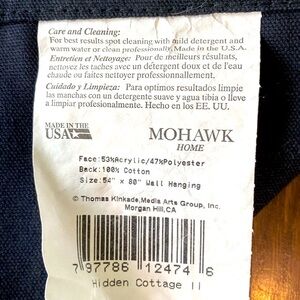 Care and Cleaning:
For best results spot cleaning with mild detergent and
warm water or clean professionally. Made in the U.S.A.
Entretien et Nettoyage: Pour de meilleurs résultats,
nettoyez les taches avec un détergent doux et de l'eau
chaude ou faites nettoyer professionnellement.
Cuidado y Limpieza: Para optimos resultados limpie
las manchas con un detergente suave y agua tibia o lleve
a limpiar profesionalmente. Hecho en los EE. UU.
MADE IN THE
USA
MOHAWK
HOME
Face:53%Acrylic/47%Polyester
Back:100% Cotton
Size:54" x 80" Wall Hanging
© Thomas Kinkade,Media Arts Group, Inc.
Morgan Hill,CA
7 97786 12474 6
Hidden Cottage II